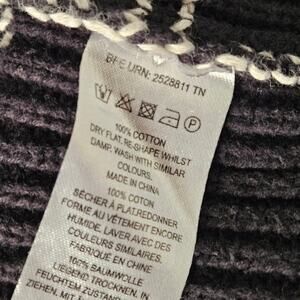 BFE URN: 2528811 TN
100% COTTON
DRY FLAT. RE-SHAPE WHILST
DAMP. WASH WITH SIMILAR
COLOURS.
MADE IN CHINA
100% COTON
SÉCHER À PLAT.REDONNER
FORME AU VÊTEMENT ENCORE
HUMIDE. LAVER AVEC DES
COULEURS SIMILAIRES.
FABRIQUÉ EN CHINE
100% BAUMWOLLE
LIEGEND TROCKNEN. IN
FEUCHTEM ZUSTAND
ZIEHEN. MIT